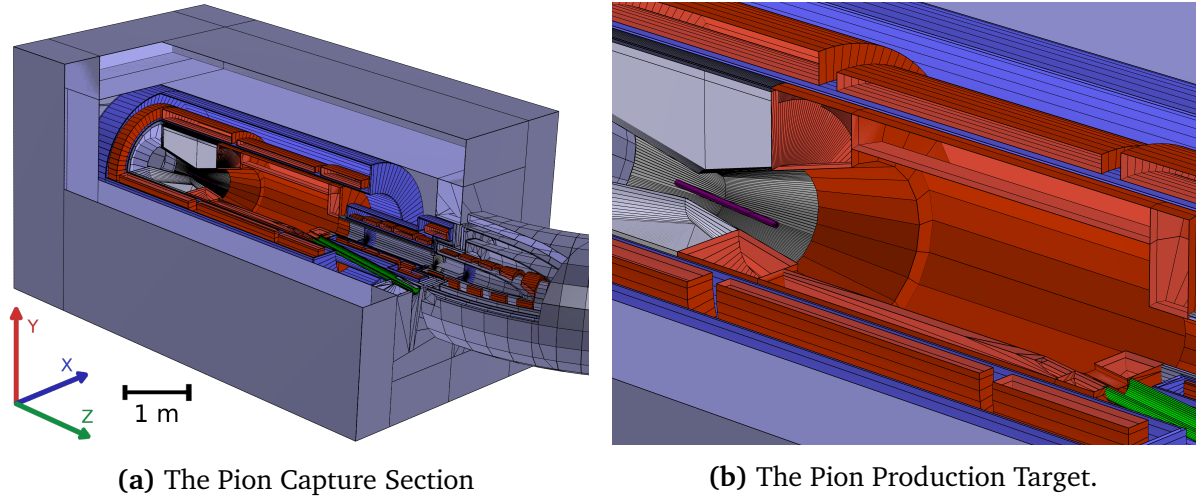 Y
X
Z
1 m
(a) The Pion Capture Section
(b) The Pion Production Target.